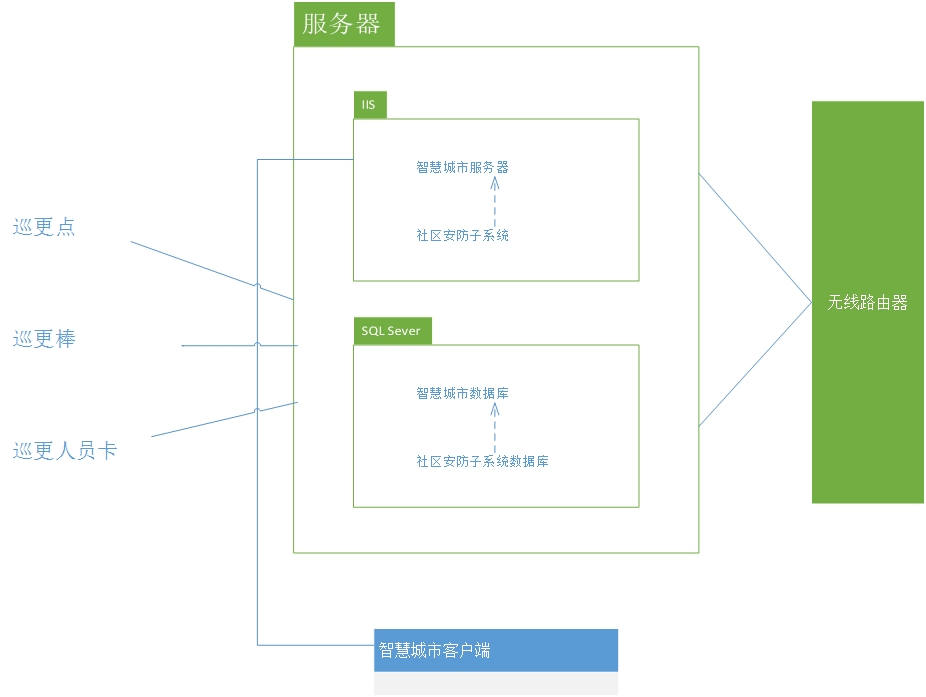 服务器
IIS
智慧城市服务器
社区安防子系统
巡更点
巡更棒
巡更人员卡
SQL Sever
智慧城市数据库
社区安防子系统数据库
无线路由器
智慧城市客户端